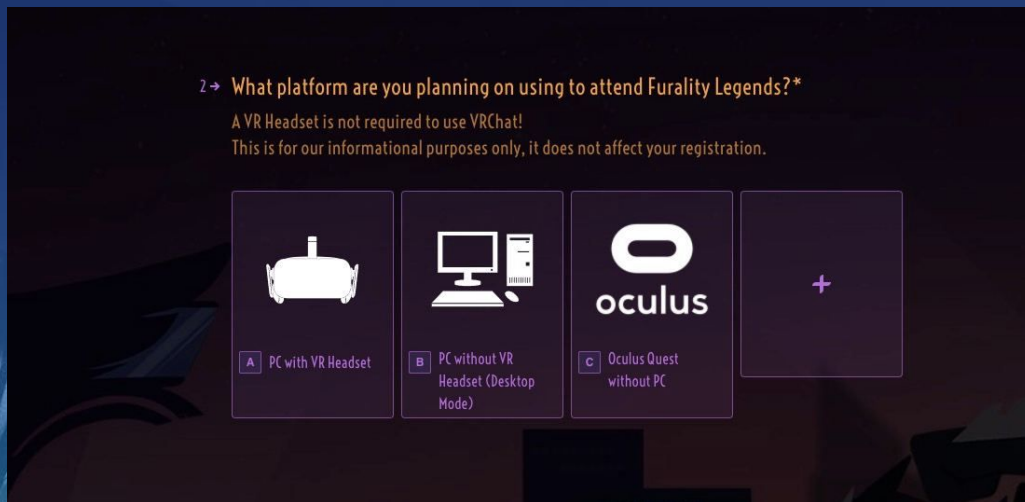 2→ What platform are you planning on using to attend Furality Legends?*
A VR Headset is not required to use VRChat!
This is for our informational purposes only, it does not affect your registration.
A PC with VR Headset
B PC without VR
Headset (Desktop
Mode)
oculus
C Oculus Quest
without PC
+